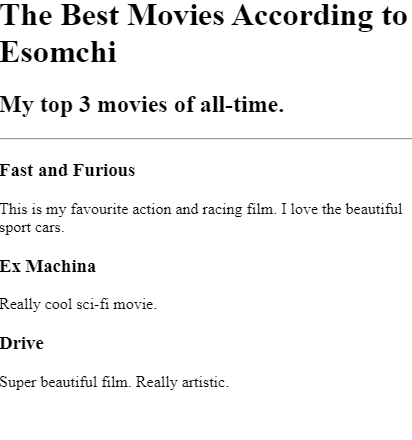 The Best Movies According to
Esomchi
My top 3 movies of all-time.
Fast and Furious
This is my favourite action and racing film. I love the beautiful
sport cars.
Ex Machina
Really cool sci-fi movie.
Drive
Super beautiful film. Really artistic.